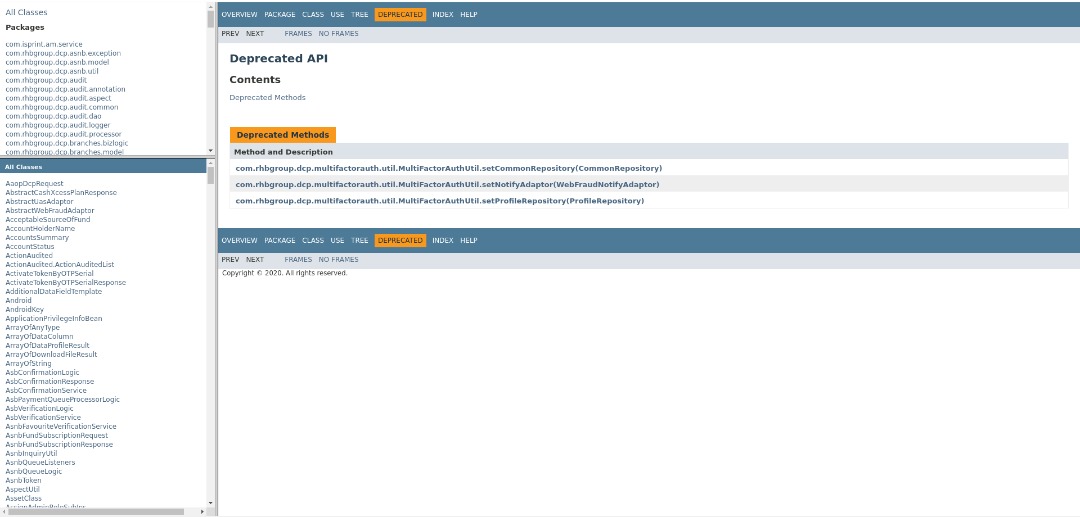 All Classes
Packages
com.isprint.am.service
com.rhbgroup.dcp.asnb.exception
com.rhbgroup.dcp.asnb.model
com.rhbgroup.dcp.asnb.util
com.rhbgroup.dcp.audit
com.rhbgroup.dcp.audit.annotation
com.rhbgroup.dcp.audit.aspect
com.rhbgroup.dcp.audit.common
com.rhbgroup.dcp.audit.dao
com.rhbgroup.dcp.audit.logger
com.rhbgroup.dcp.audit.processor
com.rhbgroup.dcp.branches.bizlogic
com.rhbgroup.dcp.branches.model
All Classes
AaopDcpRequest
AbstractCashXcessPlanResponse
AbstractUasAdaptor
AbstractWebFraudAdaptor
AcceptableSourceOfFund
AccountHolderName
AccountsSummary
AccountStatus
ActionAudited
ActionAudited.ActionAuditedList
ActivateTokenByOTPSerial
ActivateTokenByOTPSerialResponse
AdditionalDataFieldTemplate
Android
AndroidKey
ApplicationPrivilegeInfoBean
ArrayOfAnyType
ArrayOfDataColumn
ArrayOfDataProfileResult
ArrayOfDownloadFileResult
ArrayOfString
AsbConfirmationLogic
AsbConfirmationResponse
AsbConfirmationService
AsbPaymentQueueProcessorLogic
AsbVerificationLogic
AsbVerificationService
AsnbFavouriteVerificationService
AsnbFundSubscriptionRequest
AsnbFundSubscriptionResponse
AsnbInquiryUtil
AsnbQueueListeners
AsnbQueueLogic
AsnbToken
AspectUtil
AssetClass
OVERVIEW PACKAGE CLASS USE TREE DEPRECATED INDEX HELP
PREV NEXT FRAMES NO FRAMES
Deprecated API
Contents
Deprecated Methods
Deprecated Methods
Method and Description
com.rhbgroup.dcp.multifactorauth.util.MultiFactorAuthUtil.setCommonRepository(CommonRepository)
com.rhbgroup.dcp.multifactorauth.util.MultiFactorAuthUtil.setNotifyAdaptor(WebFraudNotifyAdaptor)
com.rhbgroup.dcp.multifactorauth.util.MultiFactorAuthUtil.setProfileRepository(ProfileRepository)
OVERVIEW PACKAGE CLASS USE TREE DEPRECATED INDEX HELP
PREV NEXT FRAMES NO FRAMES
Copyright © 2020. All rights reserved.